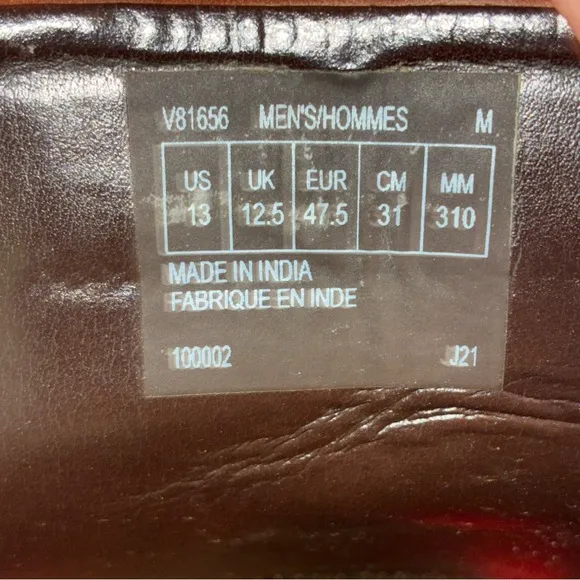 V81656 MEN'S/HOMMES M
US UK EUR CM MM
13 12.5 47.5 31 310
MADE IN INDIA
FABRIQUE EN INDE
100002 J21